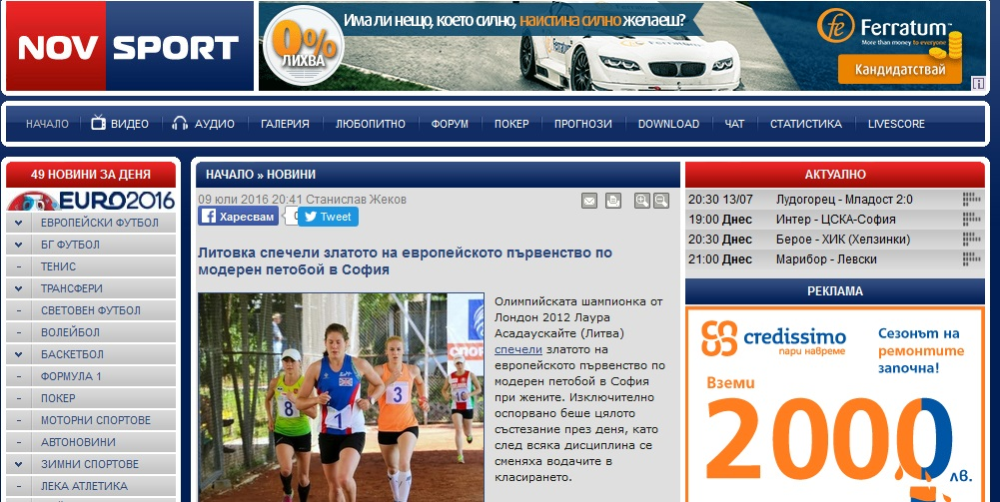 NOV SPORT
Има ли нещо, което силно, наистина силно желаеш?
0%
ЛИХВА
Ferratum
More than money to everyone
Кандидатствай
НАЧАЛО ВИДЕО АУДИО ГАЛЕРИЯ ЛЮБОПИТНО ФОРУМ ПОКЕР ПРОГНОЗИ DOWNLOAD ЧАТ СТАТИСТИКА LIVESCORE
49 НОВИНИ ЗА ДЕНЯ
EURO2016
ЕВРОПЕЙСКИ ФУТБОЛ
БГ ФУТБОЛ
ТЕНИС
ТРАНСФЕРИ
СВЕТОВЕН ФУТБОЛ
ВОЛЕЙБОЛ
БАСКЕТБОЛ
ФОРМУЛА 1
ПОКЕР
МОТОРНИ СПОРТОВЕ
АВТОНОВИНИ
ЗИМНИ СПОРТОВЕ
ЛЕКА АТЛЕТИКА
НАЧАЛО » НОВИНИ
09 юли 2016 20:41 Станислав Жеков
Харесвам
Tweet
Литовка спечели златото на европейското първенство по
модерен петобой в София
8
1
3
10
Олимпийската шампионка от
Лондон 2012 Лаура
Асадаускайте (Литва)
спечели златото на
европейското първенство по
модерен петобой в София
при жените. Изключително
оспорвано беше цялото
състезание през деня, като
след всяка дисциплина се
сменяха водачите в
класирането.
АКТУАЛНО
20:30 13/07 Лудогорец - Младост 2:0
19:00 Днес Интер - ЦСКА-София
20:30 Днес Берое - ХИК (Хелзинки)
21:00 Днес Марибор - Левски
РЕКЛАМА
credissimo
пари навреме
Сезонът на
ремонтите
започна!
Вземи
2000
лв.